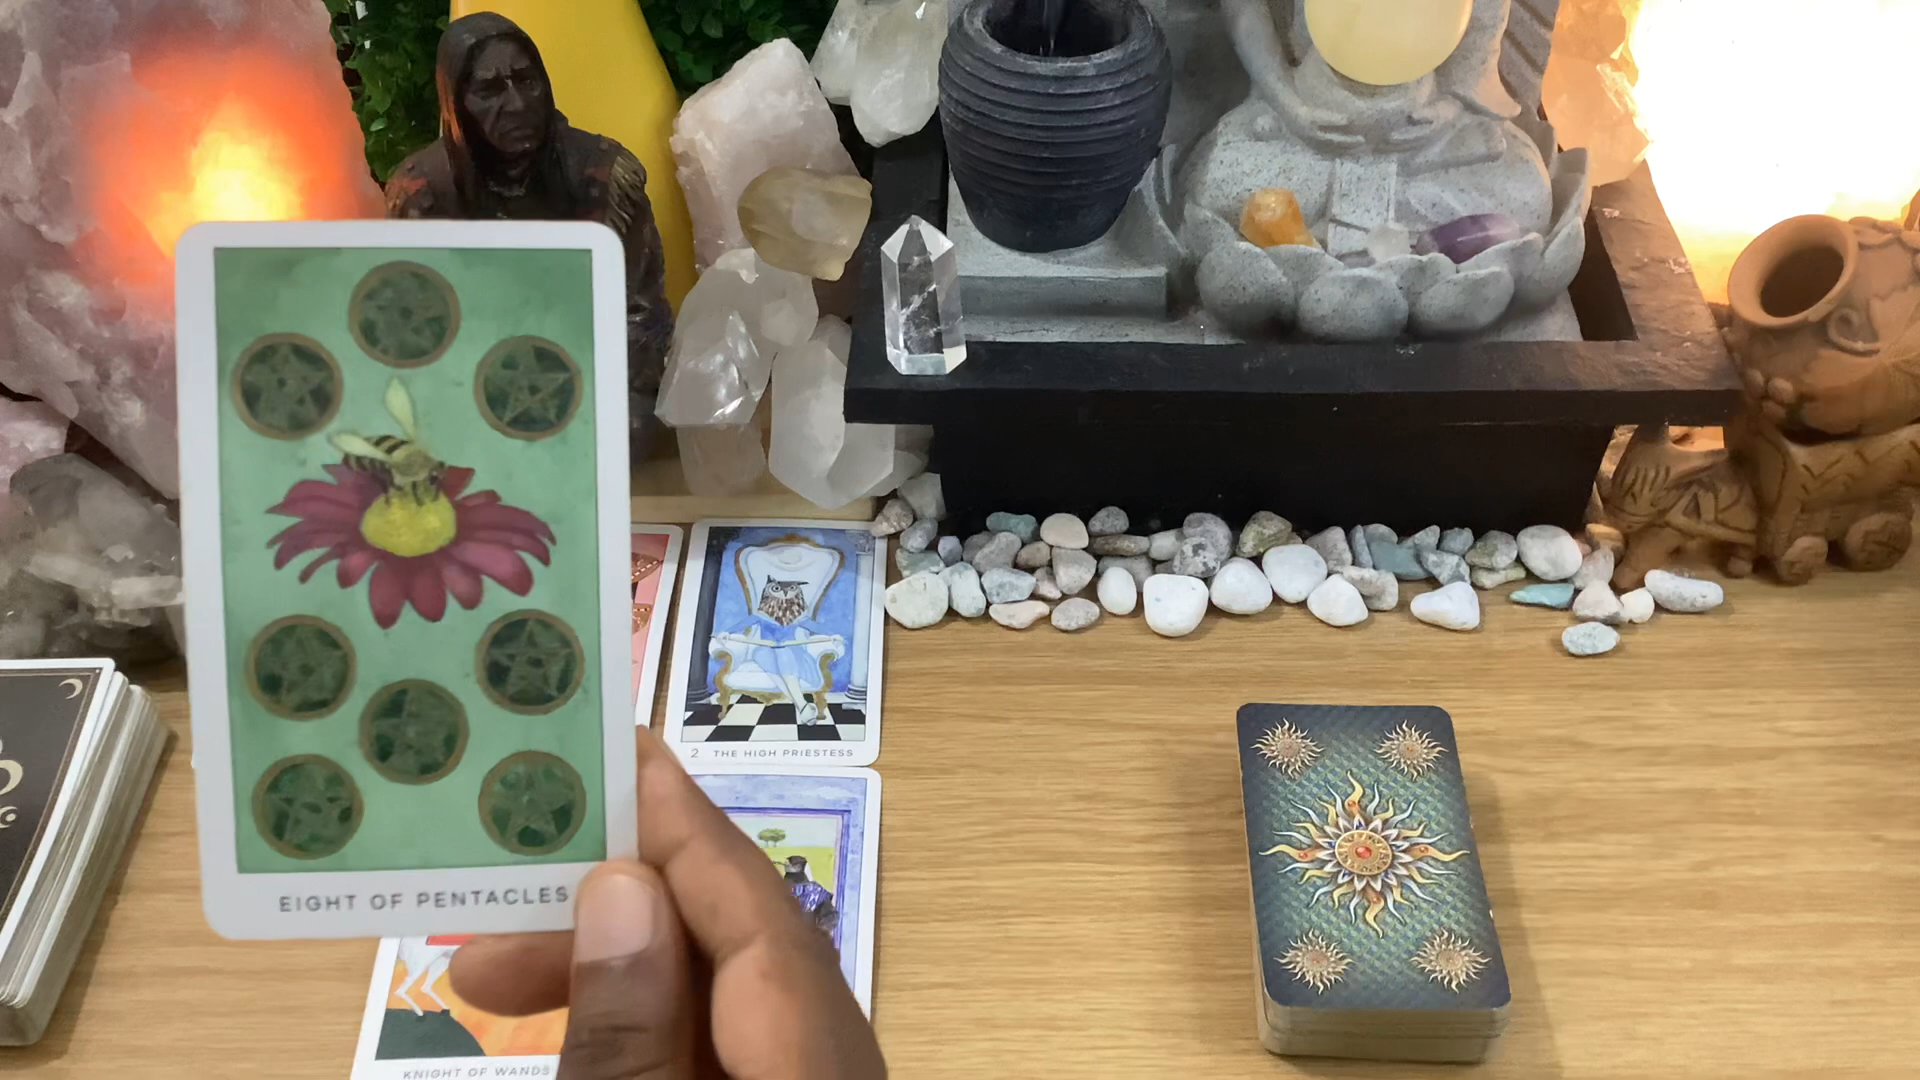 EIGHT OF PENTACLES
2 THE HIGH PRIESTESS
KNIGHT OF WANDS